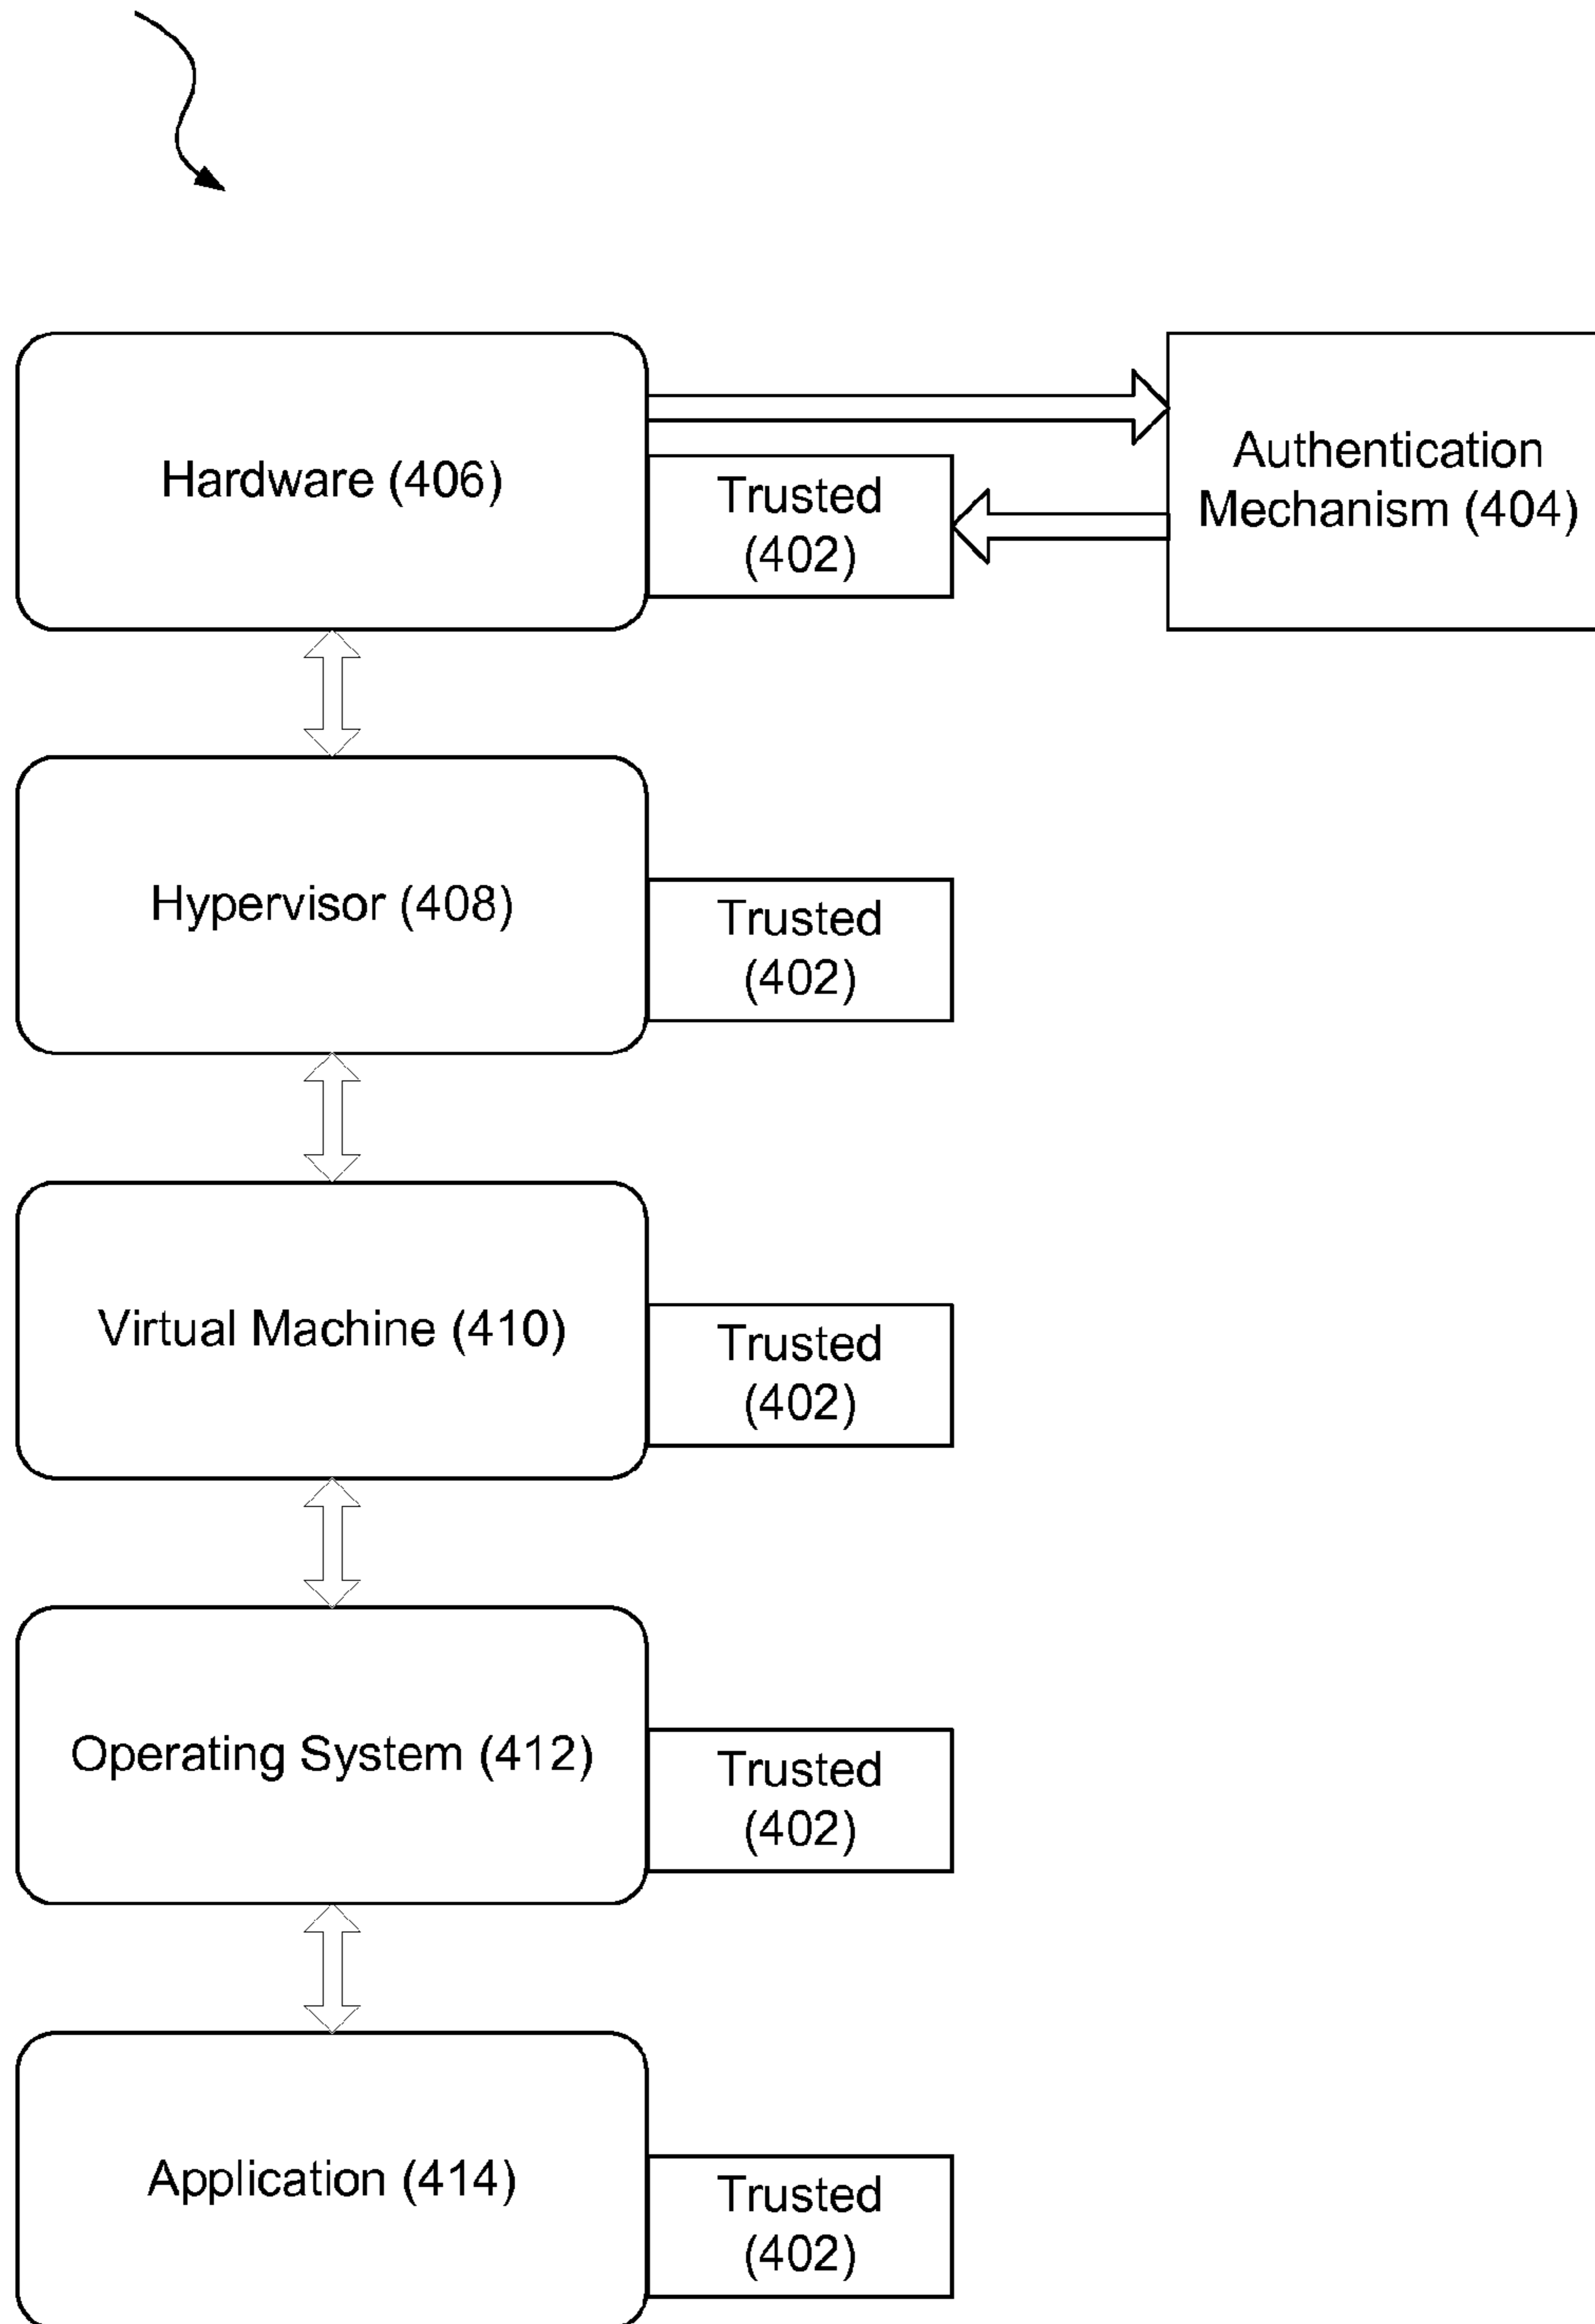 Hardware (406)
Trusted
(402)
Authentication
Mechanism (404)
Hypervisor (408)
Trusted
(402)
Virtual Machine (410)
Trusted
(402)
Operating System (412)
Trusted
(402)
Application (414)
Trusted
(402)